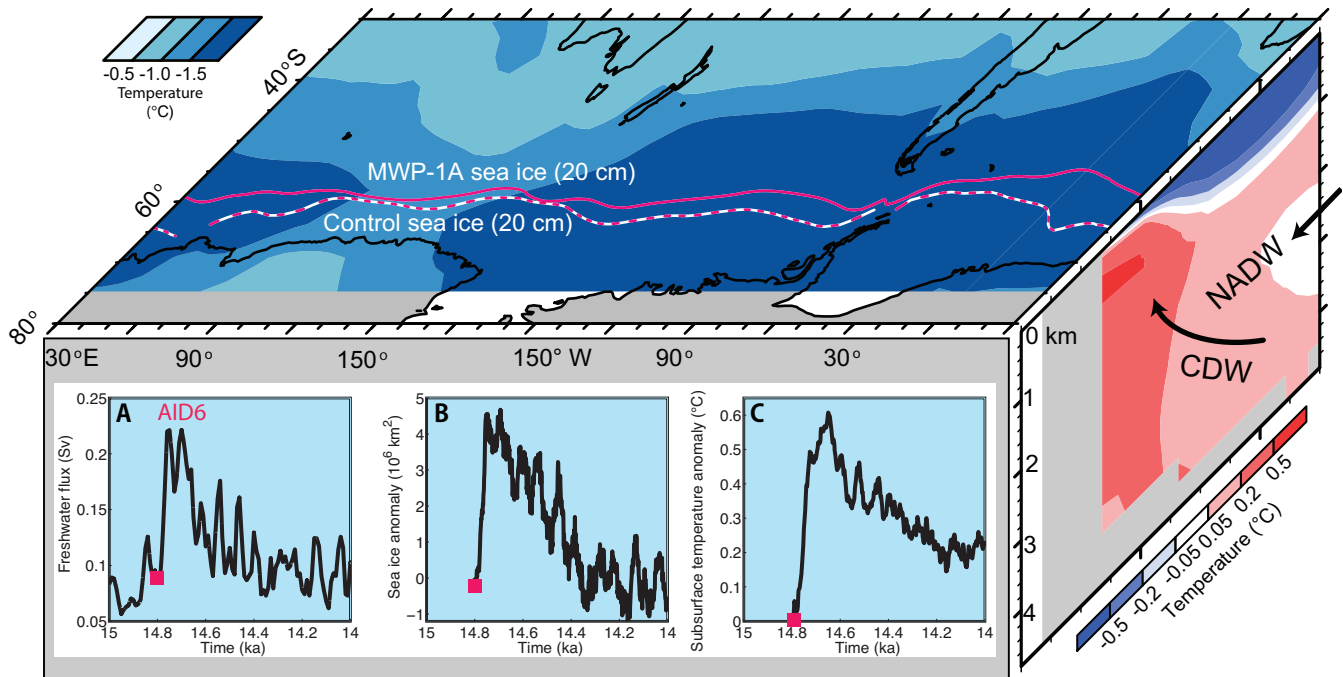 -0.5 -1.0 -1.5
Temperature
(°C)
40°S
60°
80°
MWP-1A sea ice (20 cm)
Control sea ice (20 cm)
NADW
CDW
0 km
1
2
3
4
30°E 90° 150° 150° W 90° 30°
A
AID6
Freshwater flux (Sv)
0.25
0.2
0.15
0.1
0.05
15 14.8 14.6 14.4 14.2 14
Time (ka)
B
Sea ice anomaly (10⁶ km²)
5
4
3
2
1
0
−1
15 14.8 14.6 14.4 14.2 14
Time (ka)
C
Subsurface temperature anomaly (°C)
0.6
0.5
0.4
0.3
0.2
0.1
0
15 14.8 14.6 14.4 14.2 14
Time (ka)
-0.5 -0.2 -0.05 0.05 0.2 0.5
Temperature (°C)